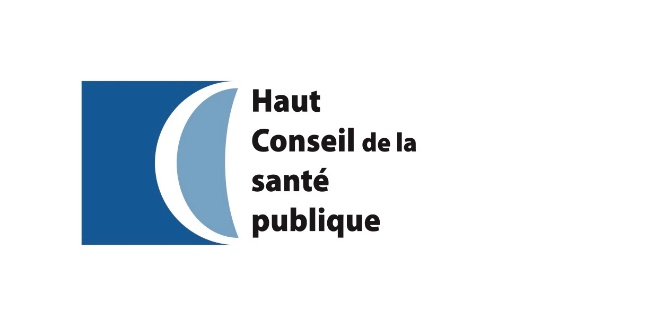 Haut
Conseil de la
santé
publique